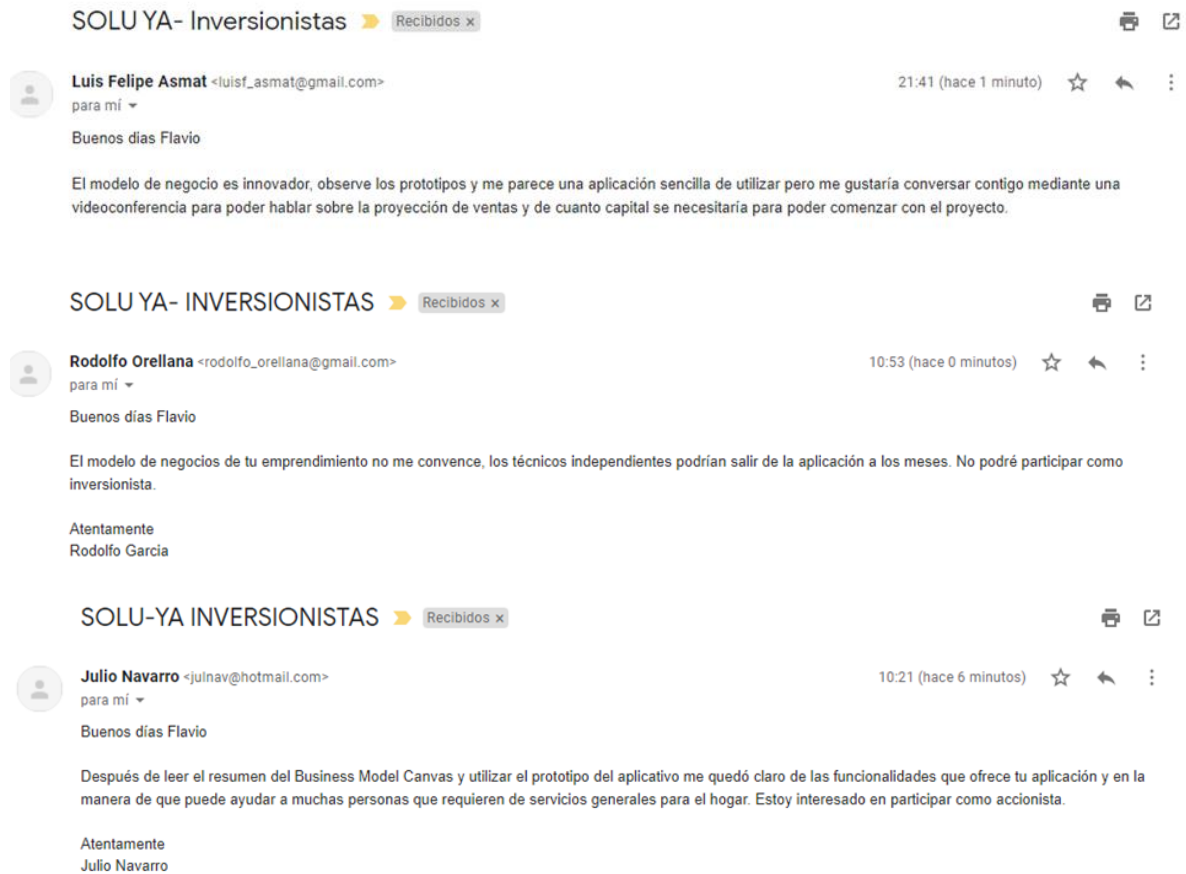 SOLU YA- Inversionistas Recibidos x
Luis Felipe Asmat <luisf_asmat@gmail.com> 21:41 (hace 1 minuto)
para mí
Buenos dias Flavio
El modelo de negocio es innovador, observe los prototipos y me parece una aplicación sencilla de utilizar pero me gustaría conversar contigo mediante una
videoconferencia para poder hablar sobre la proyección de ventas y de cuanto capital se necesitaría para poder comenzar con el proyecto.
SOLU YA- INVERSIONISTAS Recibidos x
Rodolfo Orellana <rodolfo_orellana@gmail.com> 10:53 (hace 0 minutos)
para mí
Buenos días Flavio
El modelo de negocios de tu emprendimiento no me convence, los técnicos independientes podrían salir de la aplicación a los meses. No podré participar como
inversionista.
Atentamente
Rodolfo Garcia
SOLU-YA INVERSIONISTAS Recibidos x
Julio Navarro <julnav@hotmail.com> 10:21 (hace 6 minutos)
para mí
Buenos días Flavio
Después de leer el resumen del Business Model Canvas y utilizar el prototipo del aplicativo me quedó claro de las funcionalidades que ofrece tu aplicación y en la
manera de que puede ayudar a muchas personas que requieren de servicios generales para el hogar. Estoy interesado en participar como accionista.
Atentamente
Julio Navarro